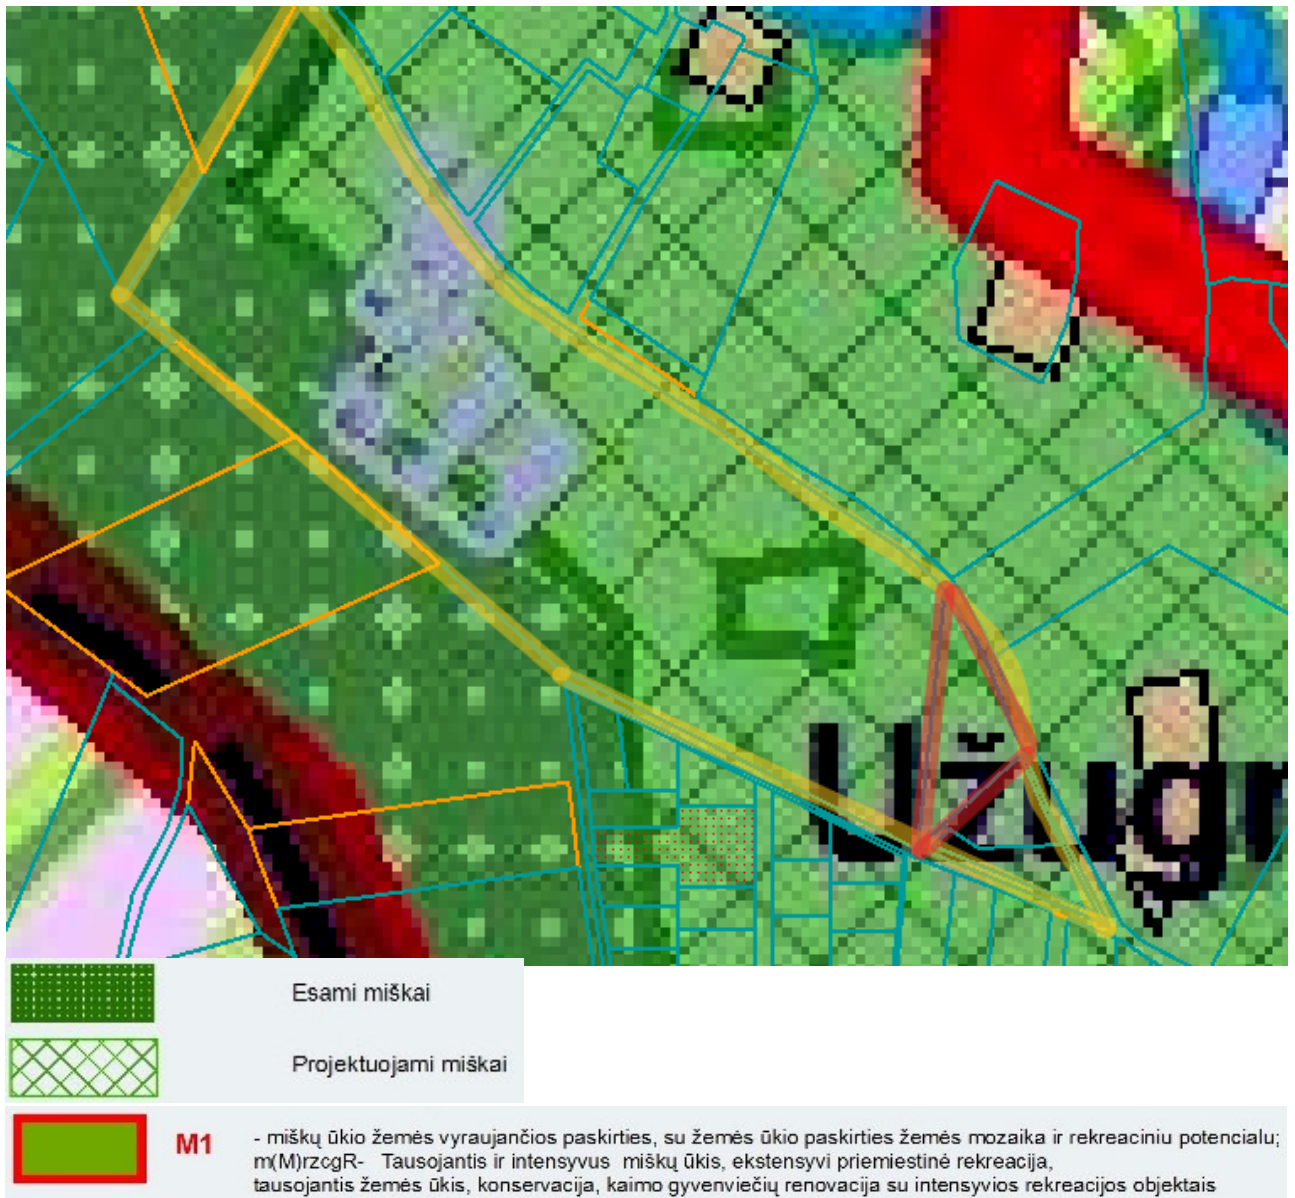 Užugr
Esami miškai
Projektuojami miškai
M1
- miškų ūkio žemės vyraujančios paskirties, su žemės ūkio paskirties žemės mozaika ir rekreaciniu potencialu;
m(M)rzcgR- Tausojantis ir intensyvus miškų ūkis, ekstensyvi priemiestinė rekreacija,
tausojantis žemės ūkis, konservacija, kaimo gyvenviečių renovacija su intensyvios rekreacijos objektais